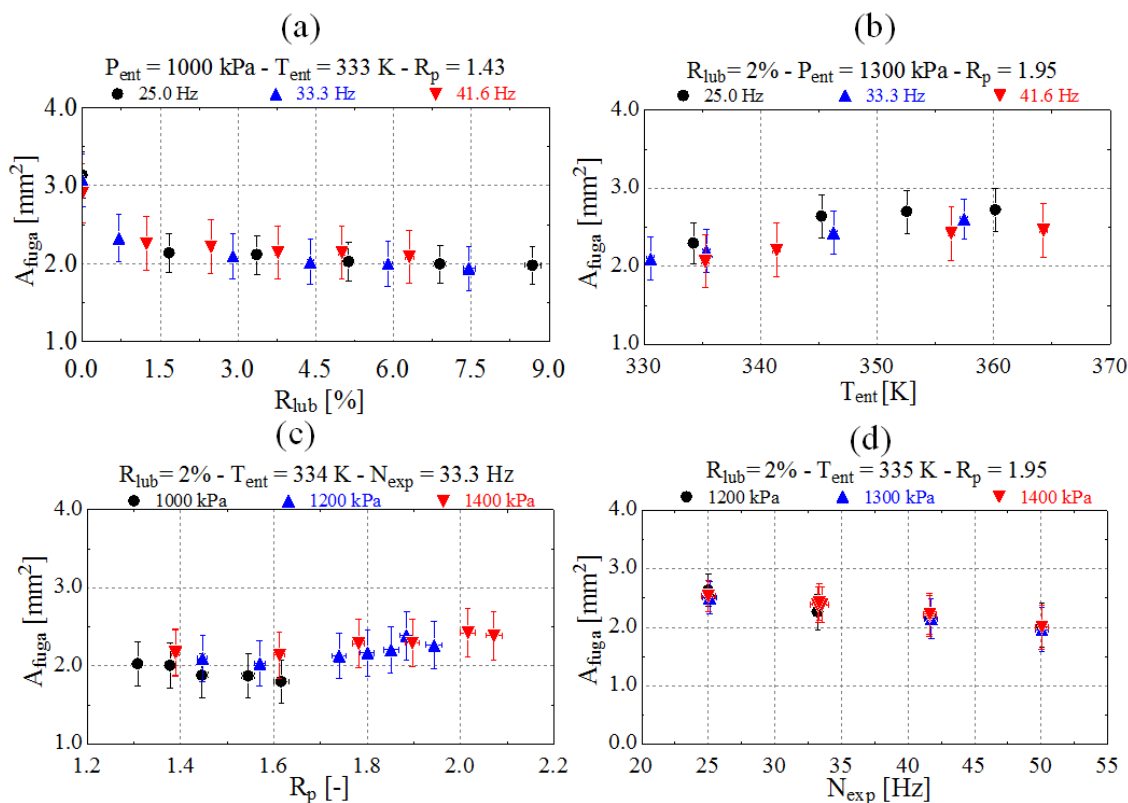 (a)
P_ent = 1000 kPa - T_ent = 333 K - R_p = 1.43
25.0 Hz 33.3 Hz 41.6 Hz
A_fuga [mm²]
4.0
3.0
2.0
1.0
0.0 1.5 3.0 4.5 6.0 7.5 9.0
R_lub [%]
(b)
R_lub = 2% - P_ent = 1300 kPa - R_p = 1.95
25.0 Hz 33.3 Hz 41.6 Hz
A_fuga [mm²]
4.0
3.0
2.0
1.0
330 340 350 360 370
T_ent [K]
(c)
R_lub = 2% - T_ent = 334 K - N_exp = 33.3 Hz
1000 kPa 1200 kPa 1400 kPa
A_fuga [mm²]
4.0
3.0
2.0
1.0
1.2 1.4 1.6 1.8 2.0 2.2
R_p [-]
(d)
R_lub = 2% - T_ent = 335 K - R_p = 1.95
1200 kPa 1300 kPa 1400 kPa
A_fuga [mm²]
4.0
3.0
2.0
1.0
0.0
20 25 30 35 40 45 50 55
N_exp [Hz]